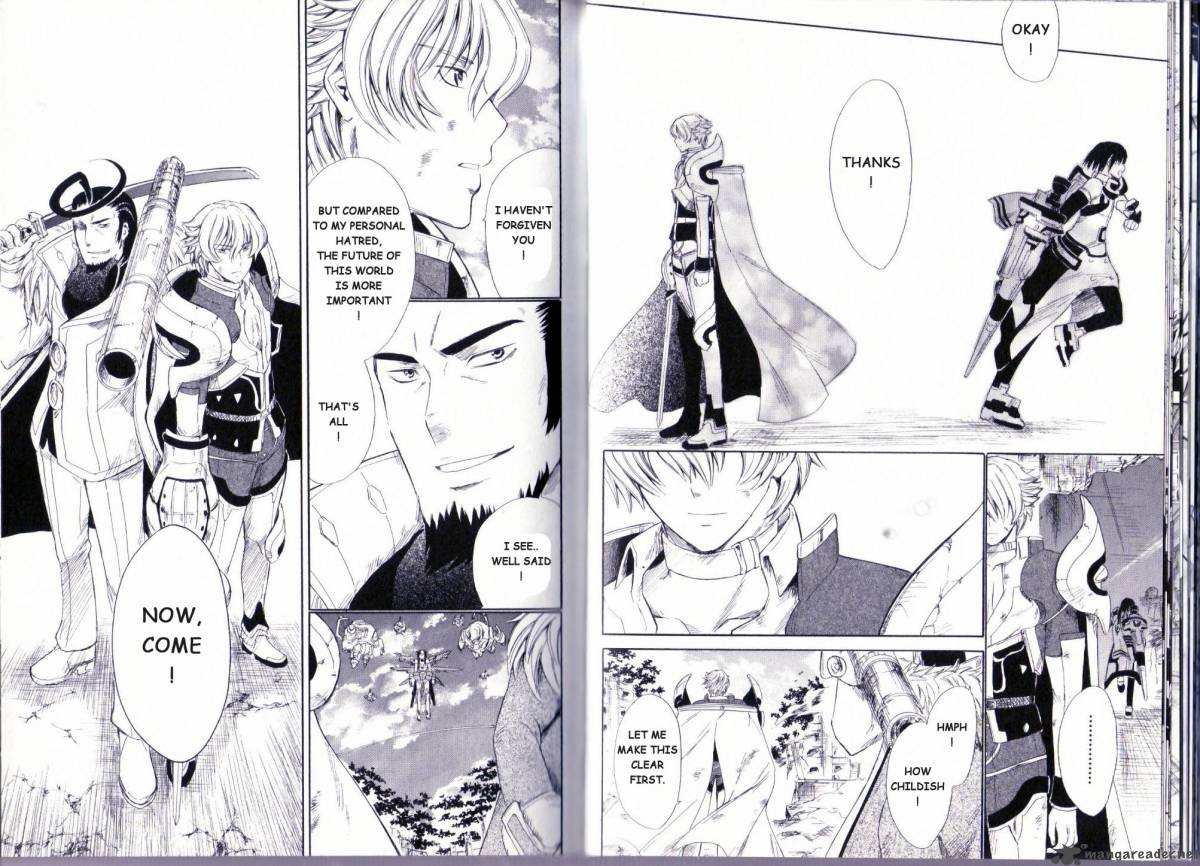 OKAY
!
THANKS
!
.............
HMPH
!
HOW
CHILDISH
!
LET ME
MAKE THIS
CLEAR
FIRST.
I HAVEN'T
FORGIVEN
YOU
!
BUT COMPARED
TO MY PERSONAL
HATRED,
THE FUTURE OF
THIS WORLD
IS MORE
IMPORTANT
!
THAT'S
ALL
!
I SEE..
WELL SAID
!
NOW,
COME
!
mangareader.net